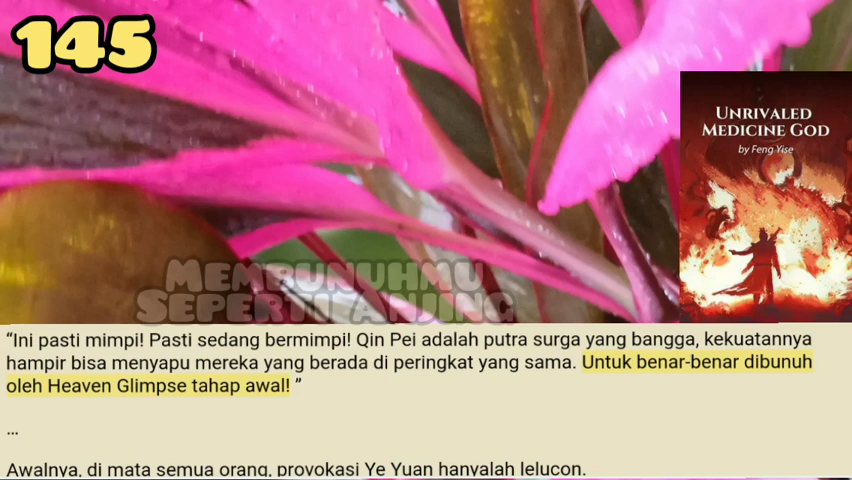 145
UNRIVALED
MEDICINE GOD
by Feng Yise
MEMBUNUHMU
SEPERTI ANJING
“Ini pasti mimpi! Pasti sedang bermimpi! Qin Pei adalah putra surga yang bangga, kekuatannya
hampir bisa menyapu mereka yang berada di peringkat yang sama. Untuk benar-benar dibunuh
oleh Heaven Glimpse tahap awal! ”
...
Awalnya, di mata semua orang, provokasi Ye Yuan hanyalah lelucon.